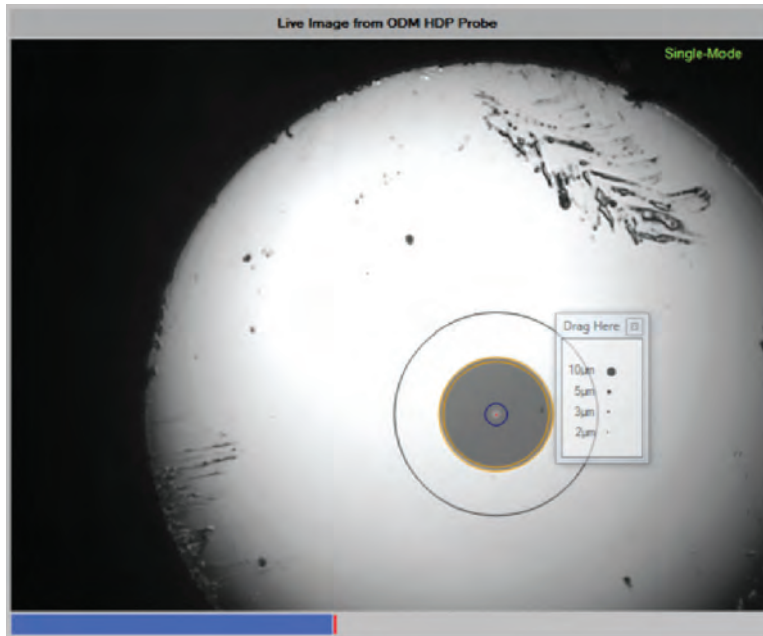 Live Image from ODM HDP Probe
Single-Mode
Drag Here
10µm
5µm
3µm
2µm